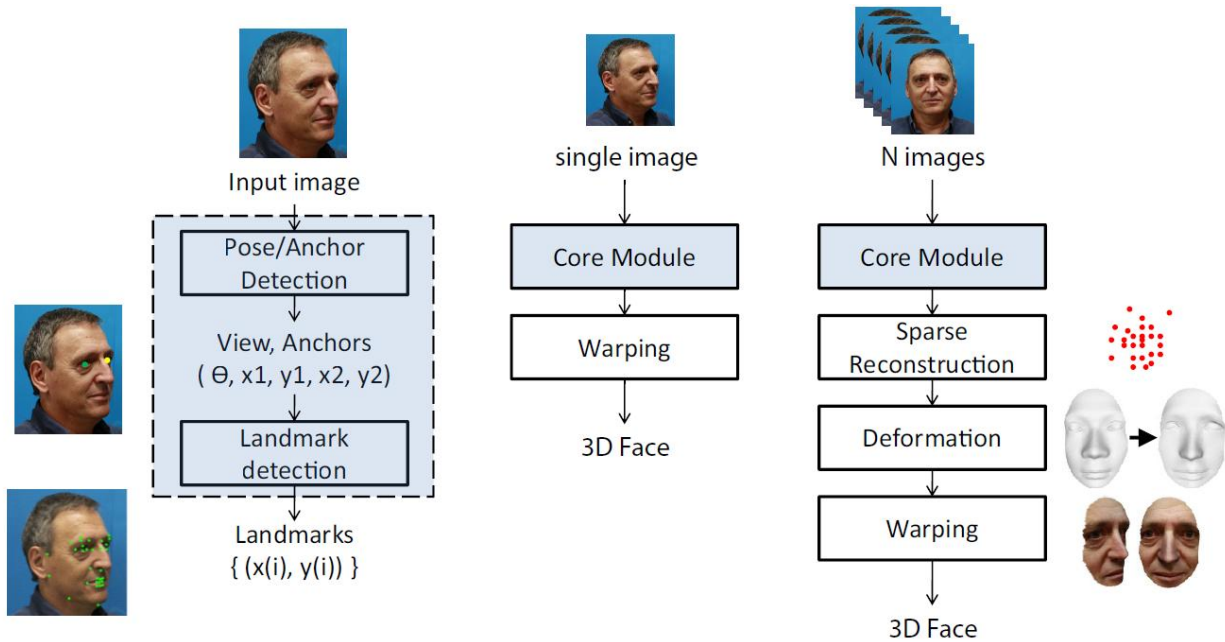 Input image
Pose/Anchor
Detection
View, Anchors
( Θ, x1, y1, x2, y2)
Landmark
detection
Landmarks
{ (x(i), y(i)) }
single image
Core Module
Warping
3D Face
N images
Core Module
Sparse
Reconstruction
Deformation
Warping
3D Face